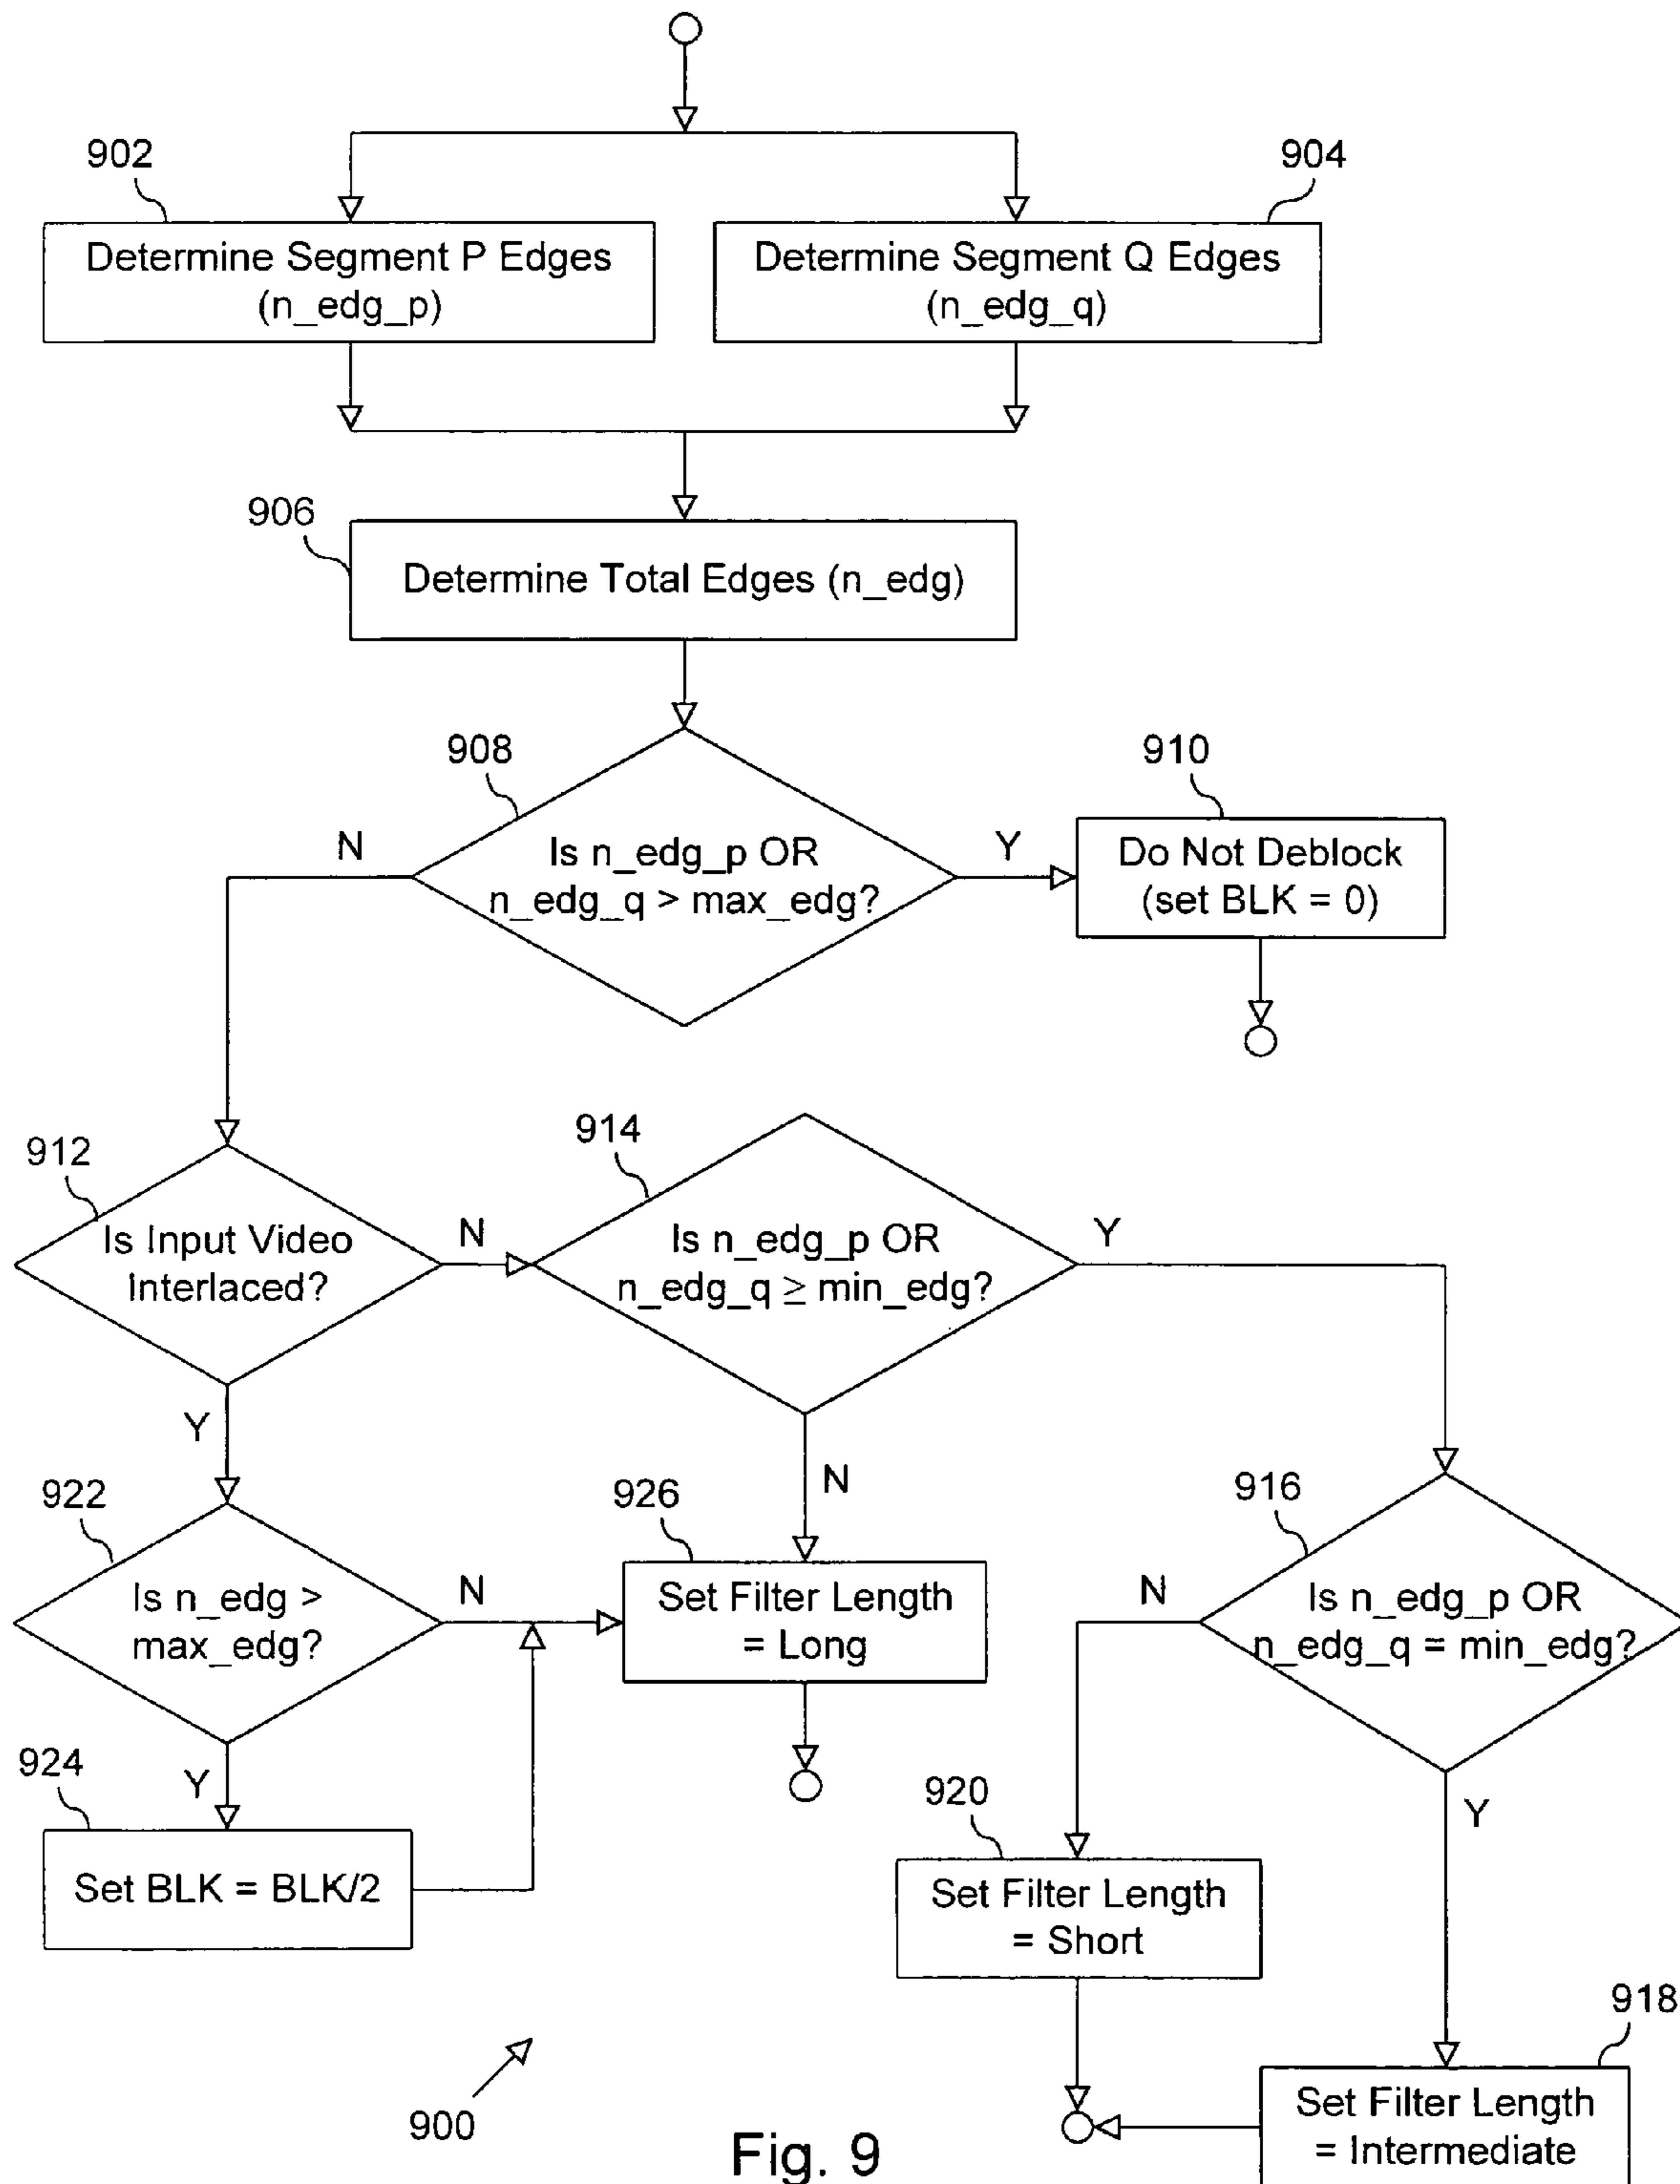 902
904
Determine Segment P Edges
(n_edg_p)
Determine Segment Q Edges
(n_edg_q)
906
Determine Total Edges (n_edg)
908
910
N
Is n_edg_p OR
n_edg_q > max_edg?
Y
Do Not Deblock
(set BLK = 0)
912
914
Is Input Video
Interlaced?
N
Is n_edg_p OR
n_edg_q ≥ min_edg?
Y
Y
N
922
926
916
Is n_edg >
max_edg?
N
Set Filter Length
= Long
N
Is n_edg_p OR
n_edg_q = min_edg?
924
Y
920
Y
Set BLK = BLK/2
Set Filter Length
= Short
918
900
Set Filter Length
= Intermediate
Fig. 9